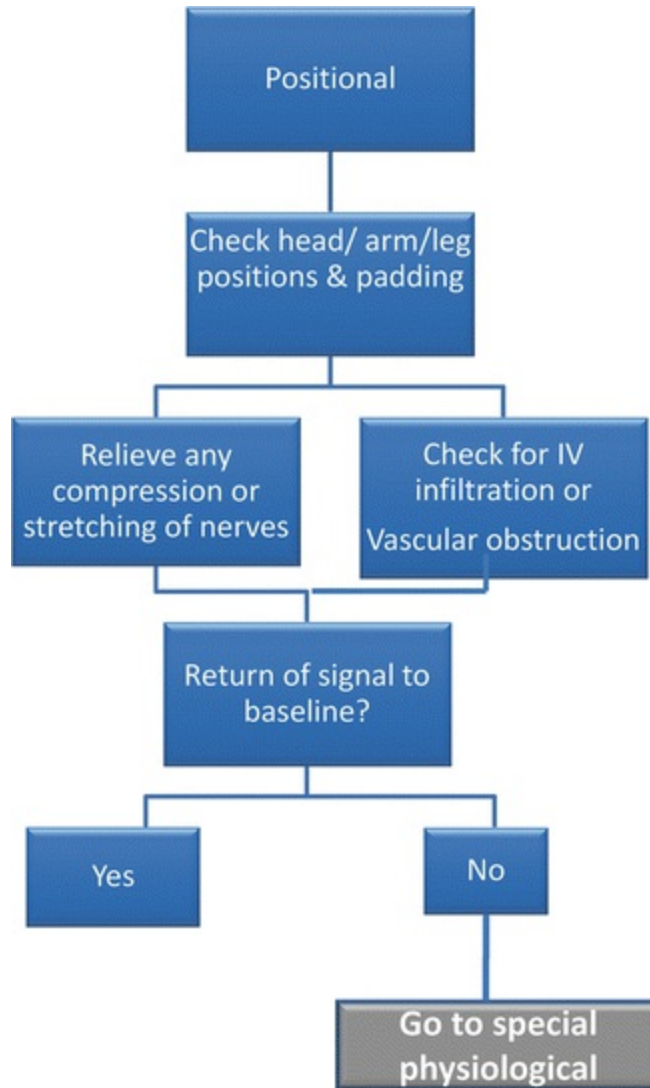 Positional
Check head/ arm/leg
positions & padding
Relieve any
compression or
stretching of nerves
Check for IV
infiltration or
Vascular obstruction
Return of signal to
baseline?
Yes
No
Go to special
physiological